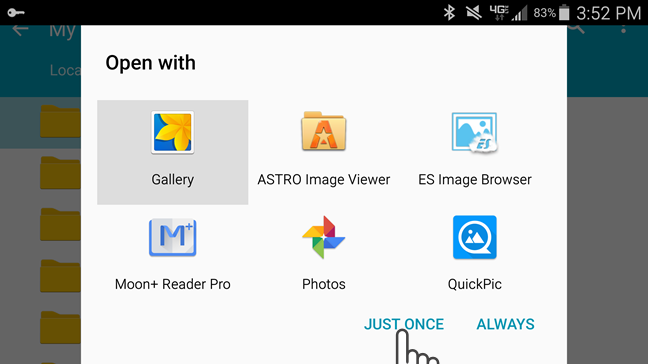 4G 83% 3:52 PM
My
Loca
Open with
Gallery
ASTRO Image Viewer
ES Image Browser
Moon+ Reader Pro
Photos
QuickPic
JUST ONCE
ALWAYS